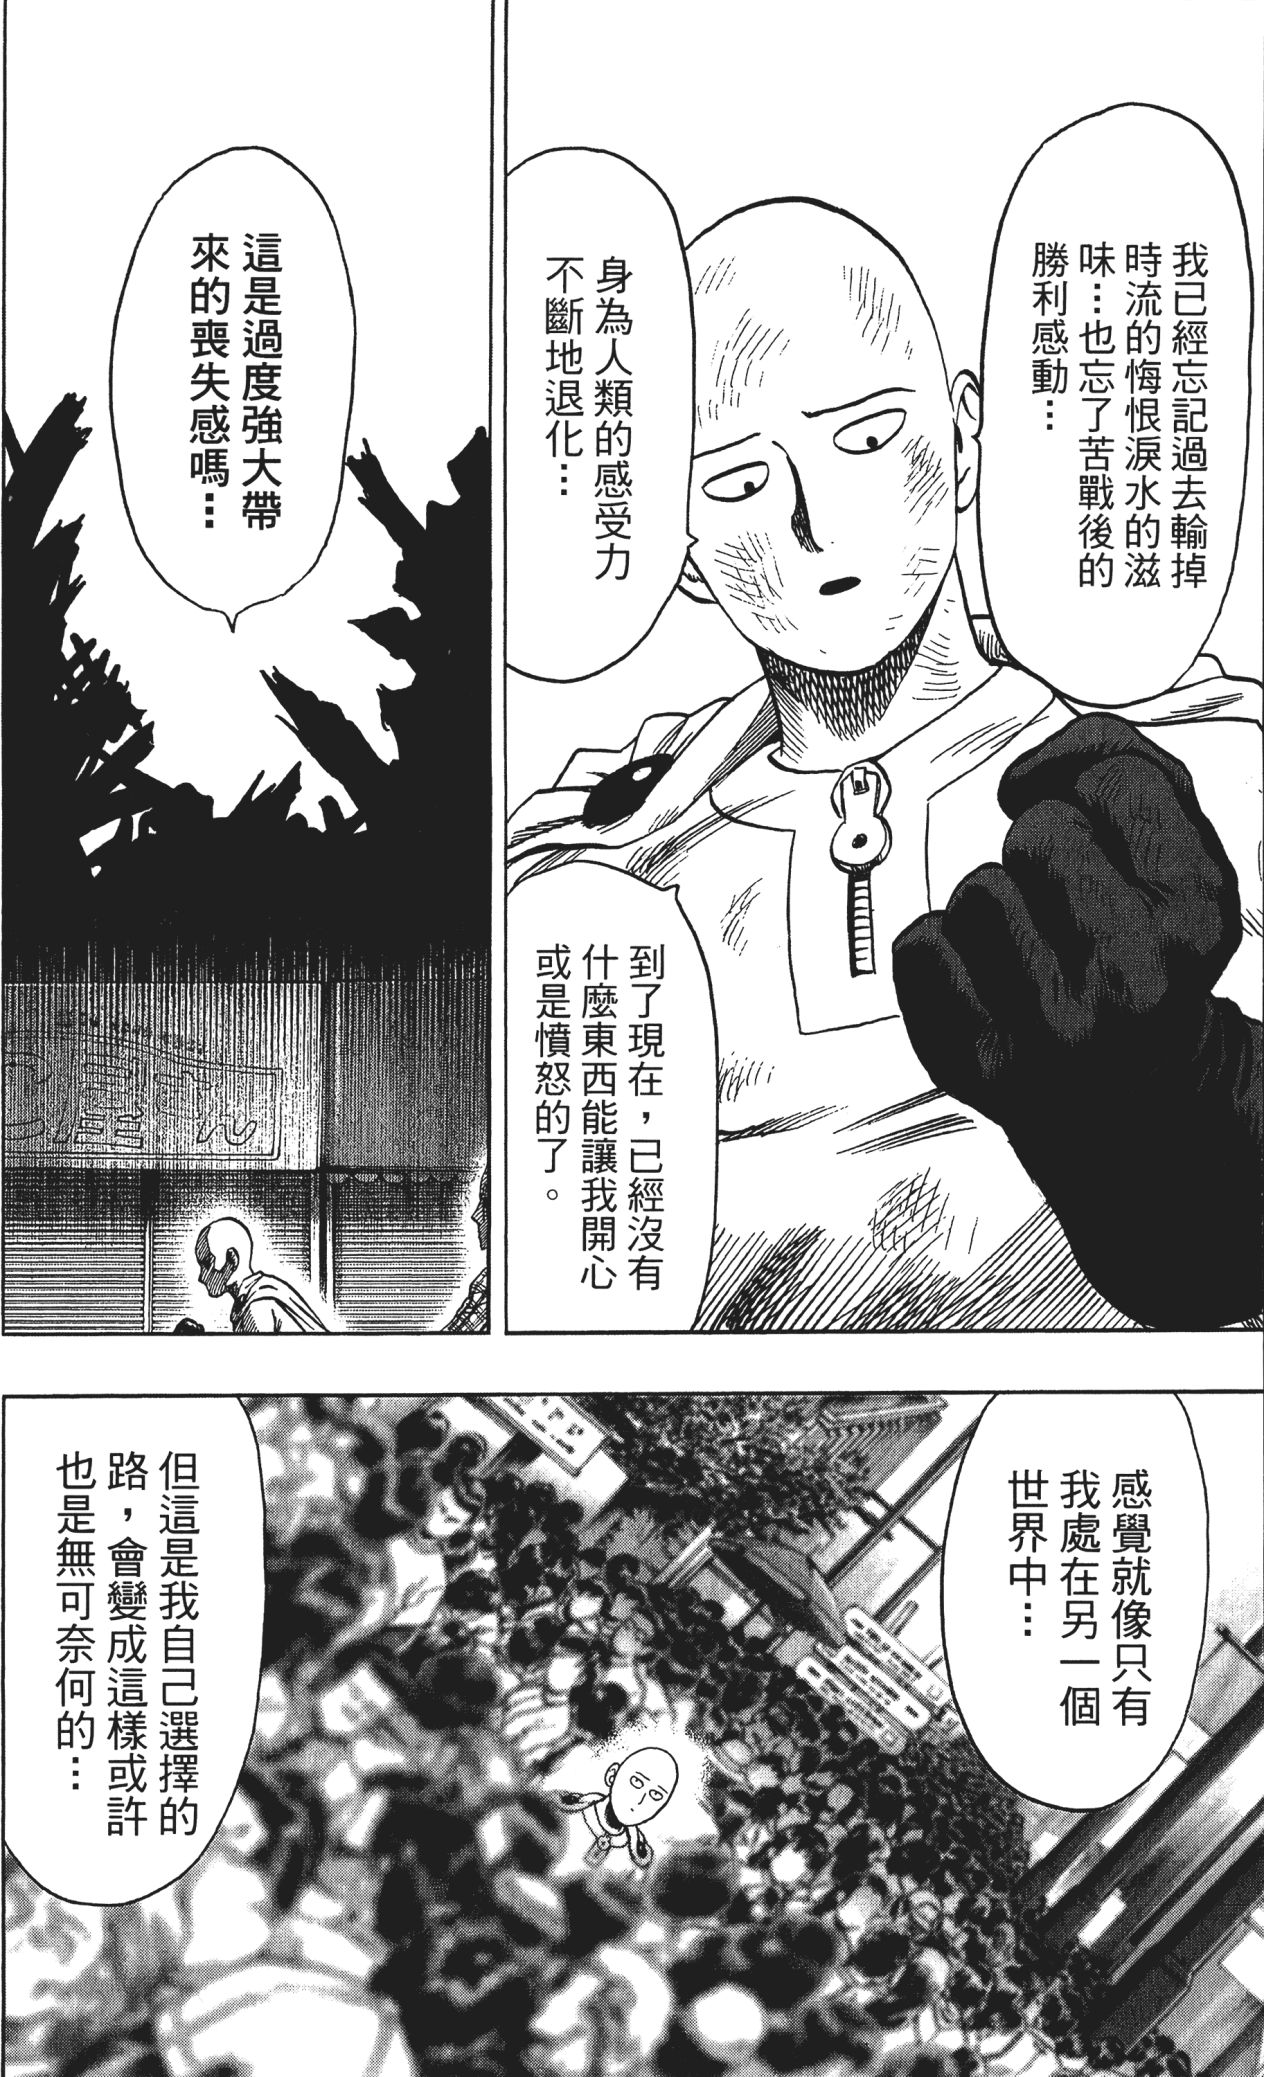 我已經忘記過去輸掉
時流的悔恨淚水的滋
味…也忘了苦戰後的
勝利感動…
身為人類的感受力
不斷地退化…
到了現在，已經沒有
什麼東西能讓我開心
或是憤怒的了。
這是過度強大帶
來的喪失感嗎…
感覺就像只有
我處在另一個
世界中…
但這是我自己選擇的
路，會變成這樣或許
也是無可奈何的…